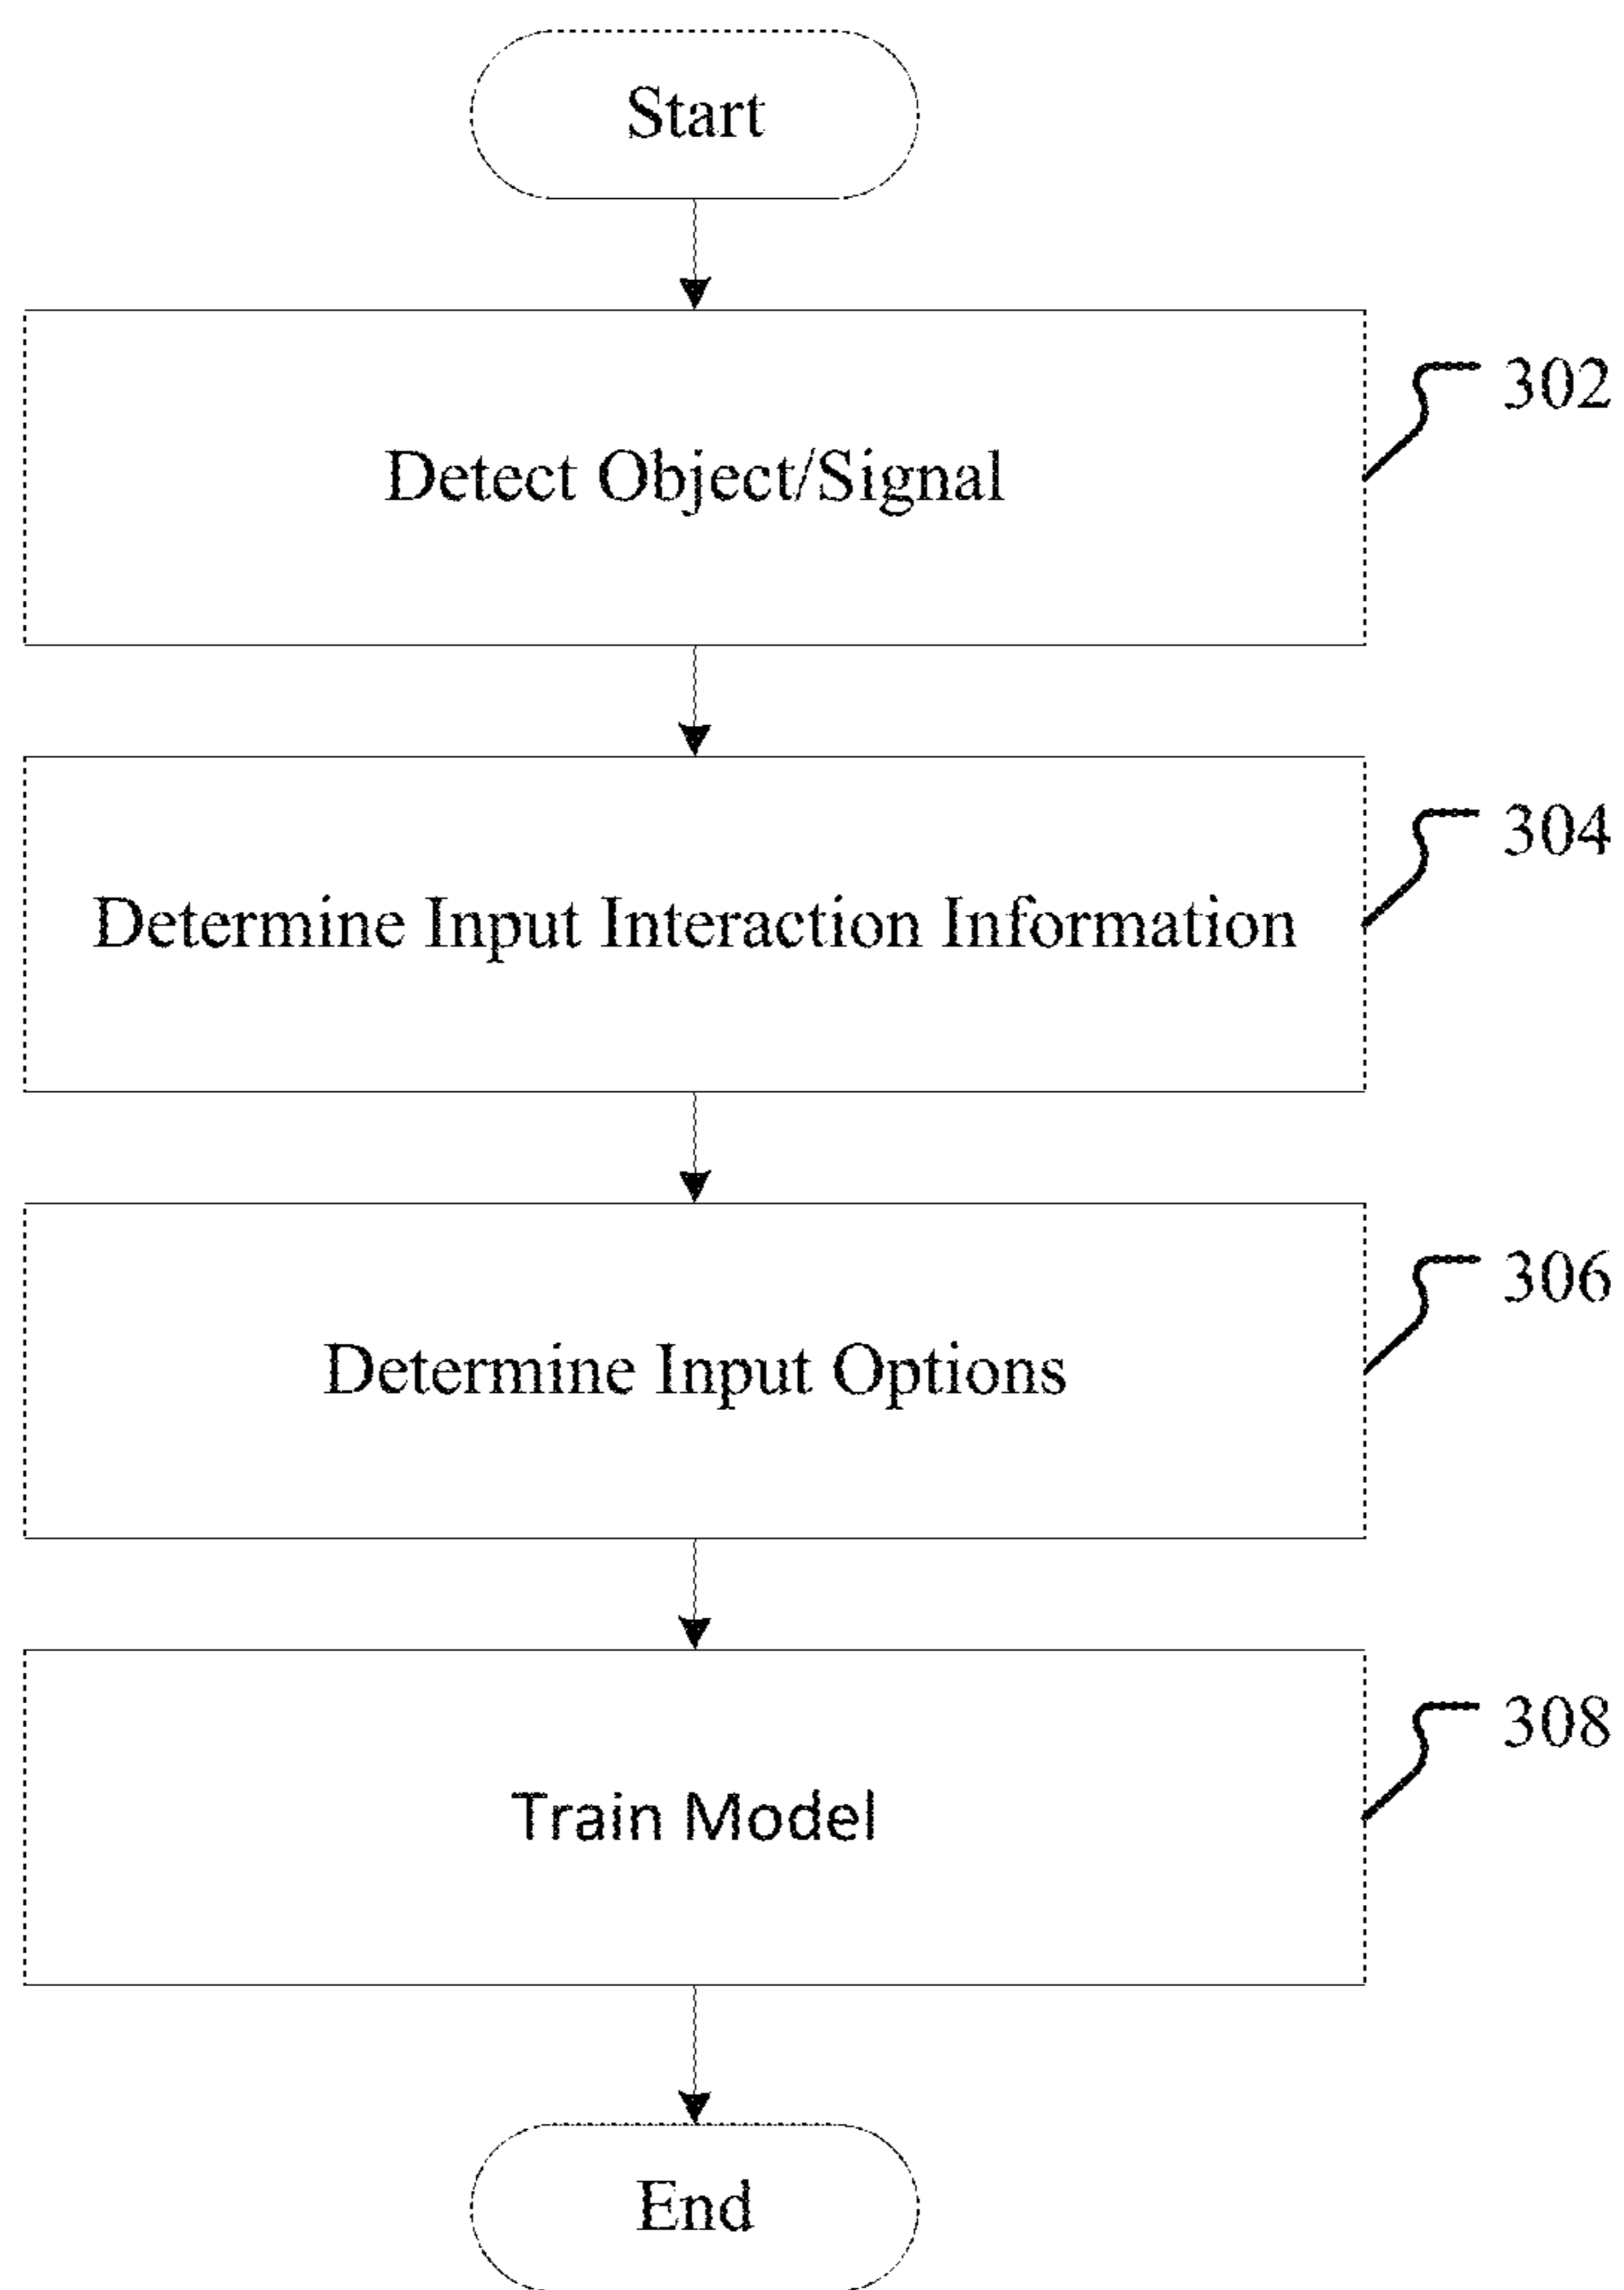 Start
Detect Object/Signal
302
Determine Input Interaction Information
304
Determine Input Options
306
Train Model
308
End